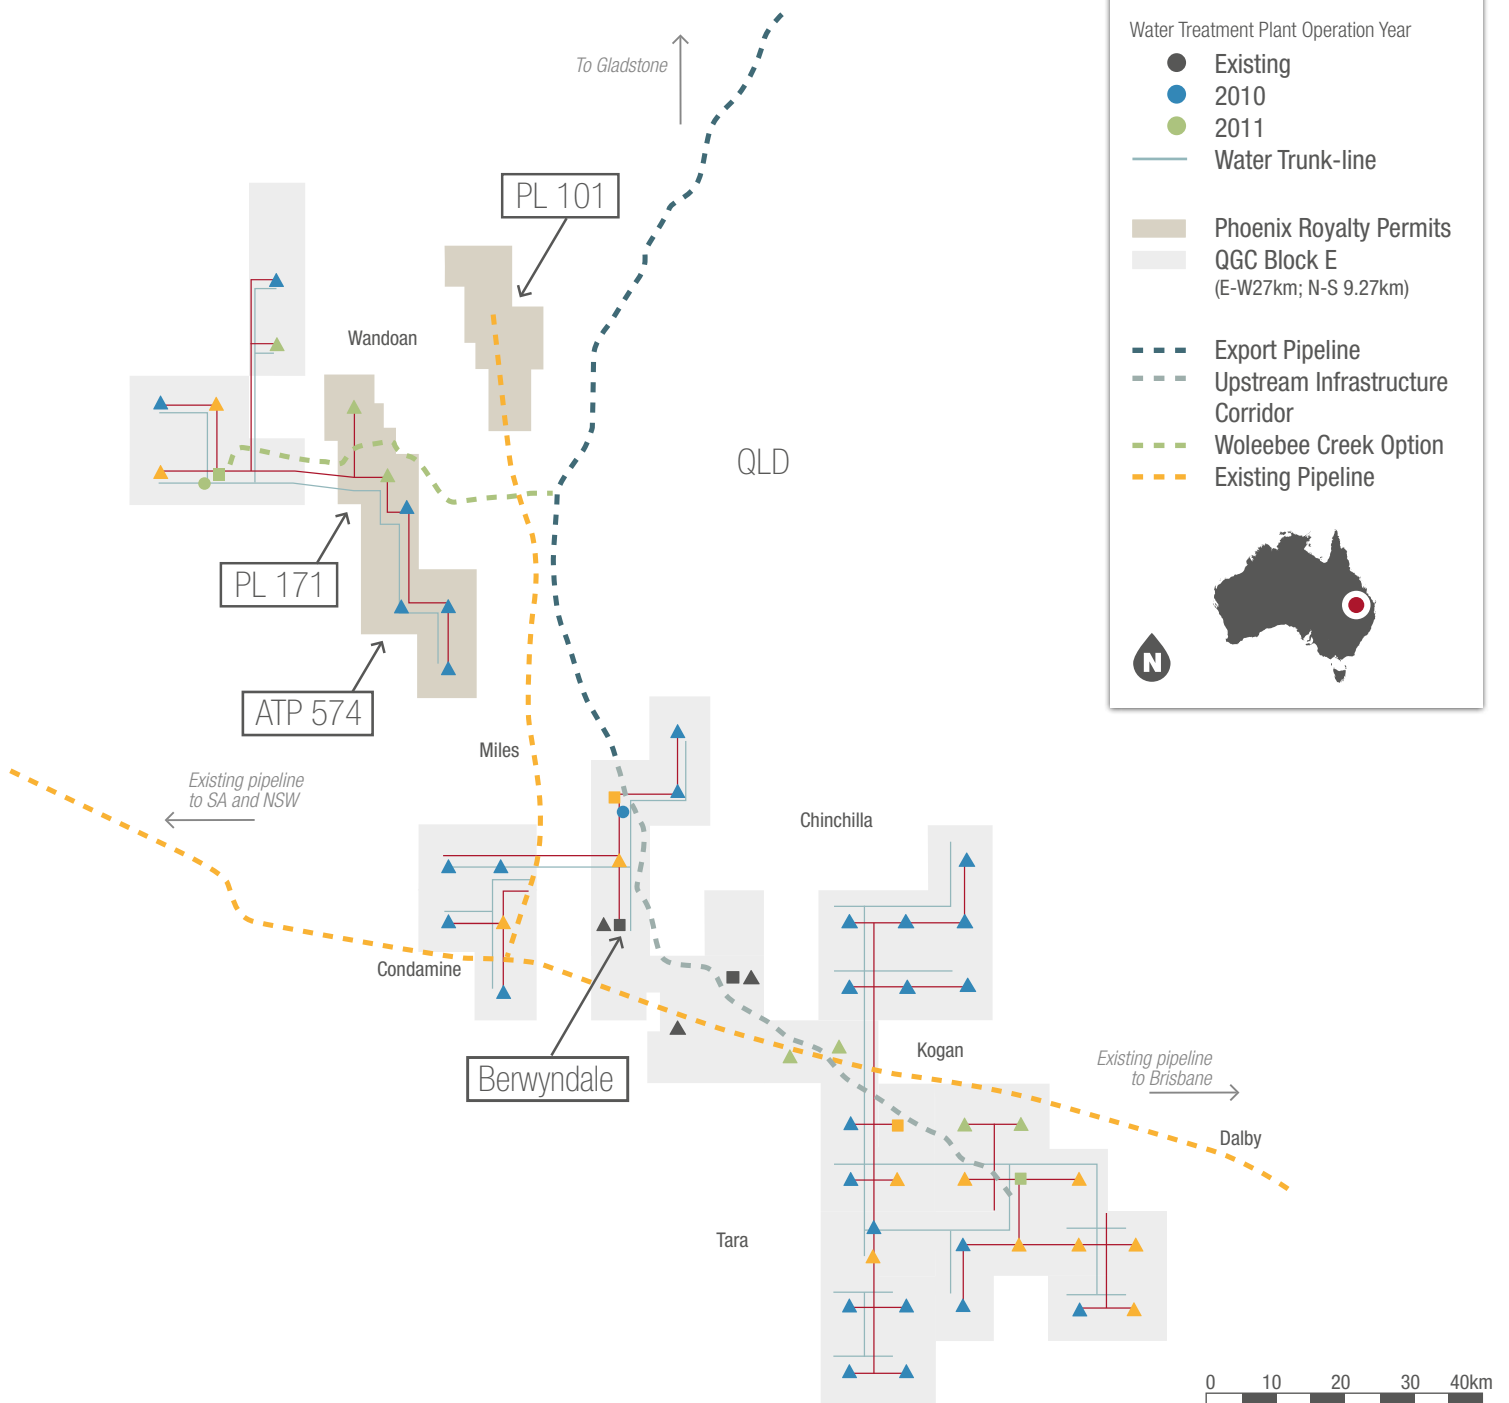 Water Treatment Plant Operation Year
Existing
2010
2011
Water Trunk-line
Phoenix Royalty Permits
QGC Block E
(E-W27km; N-S 9.27km)
Export Pipeline
Upstream Infrastructure
Corridor
Woleebee Creek Option
Existing Pipeline
N
To Gladstone
PL 101
Wandoan
QLD
PL 171
ATP 574
Miles
Existing pipeline
to SA and NSW
Chinchilla
Condamine
Berwyndale
Kogan
Existing pipeline
to Brisbane
Dalby
Tara
0 10 20 30 40km